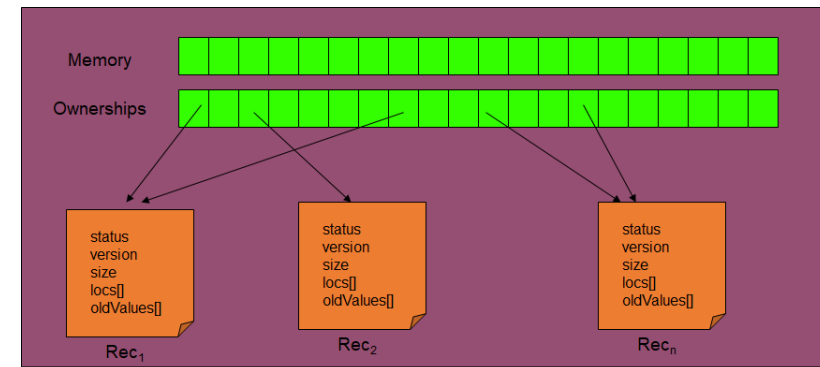 Memory
Ownerships
status
version
size
locs[]
oldValues[]
Rec₁
status
version
size
locs[]
oldValues[]
Rec₂
status
version
size
locs[]
oldValues[]
Recₙ